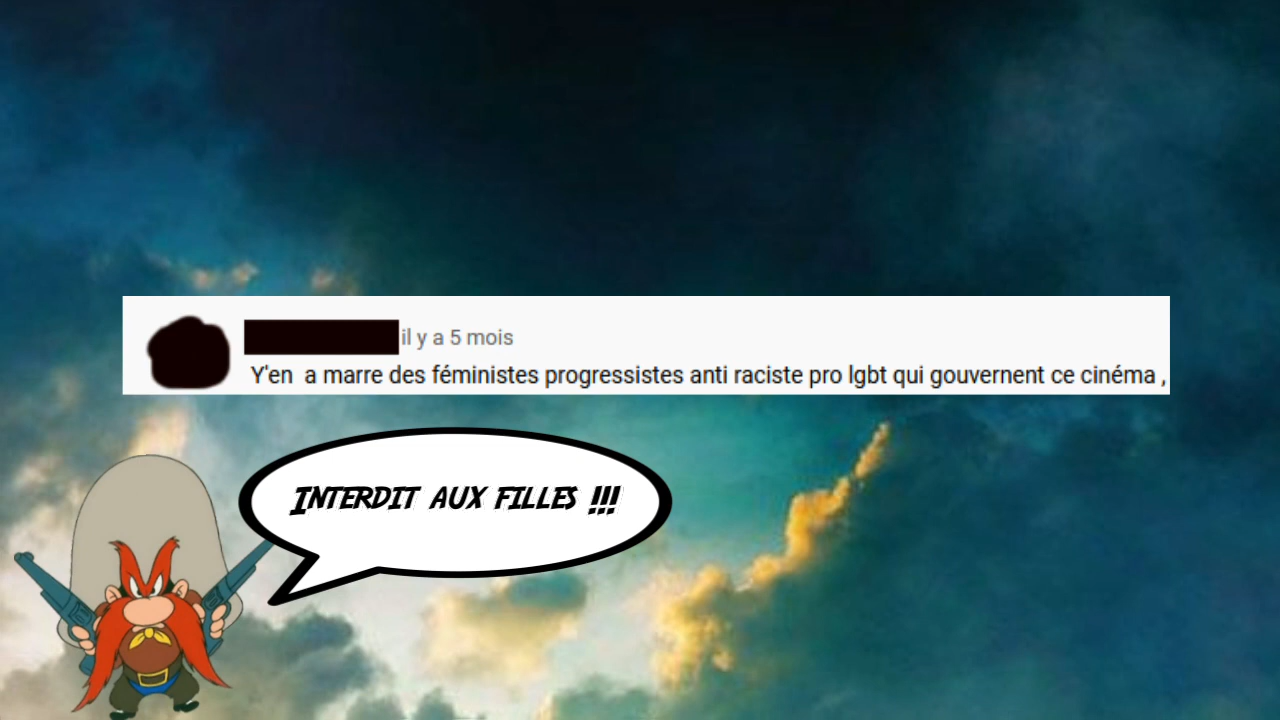 il y a 5 mois
Y'en a marre des féministes progressistes anti raciste pro lgbt qui gouvernent ce cinéma ,
INTERDIT AUX FILLES !!!